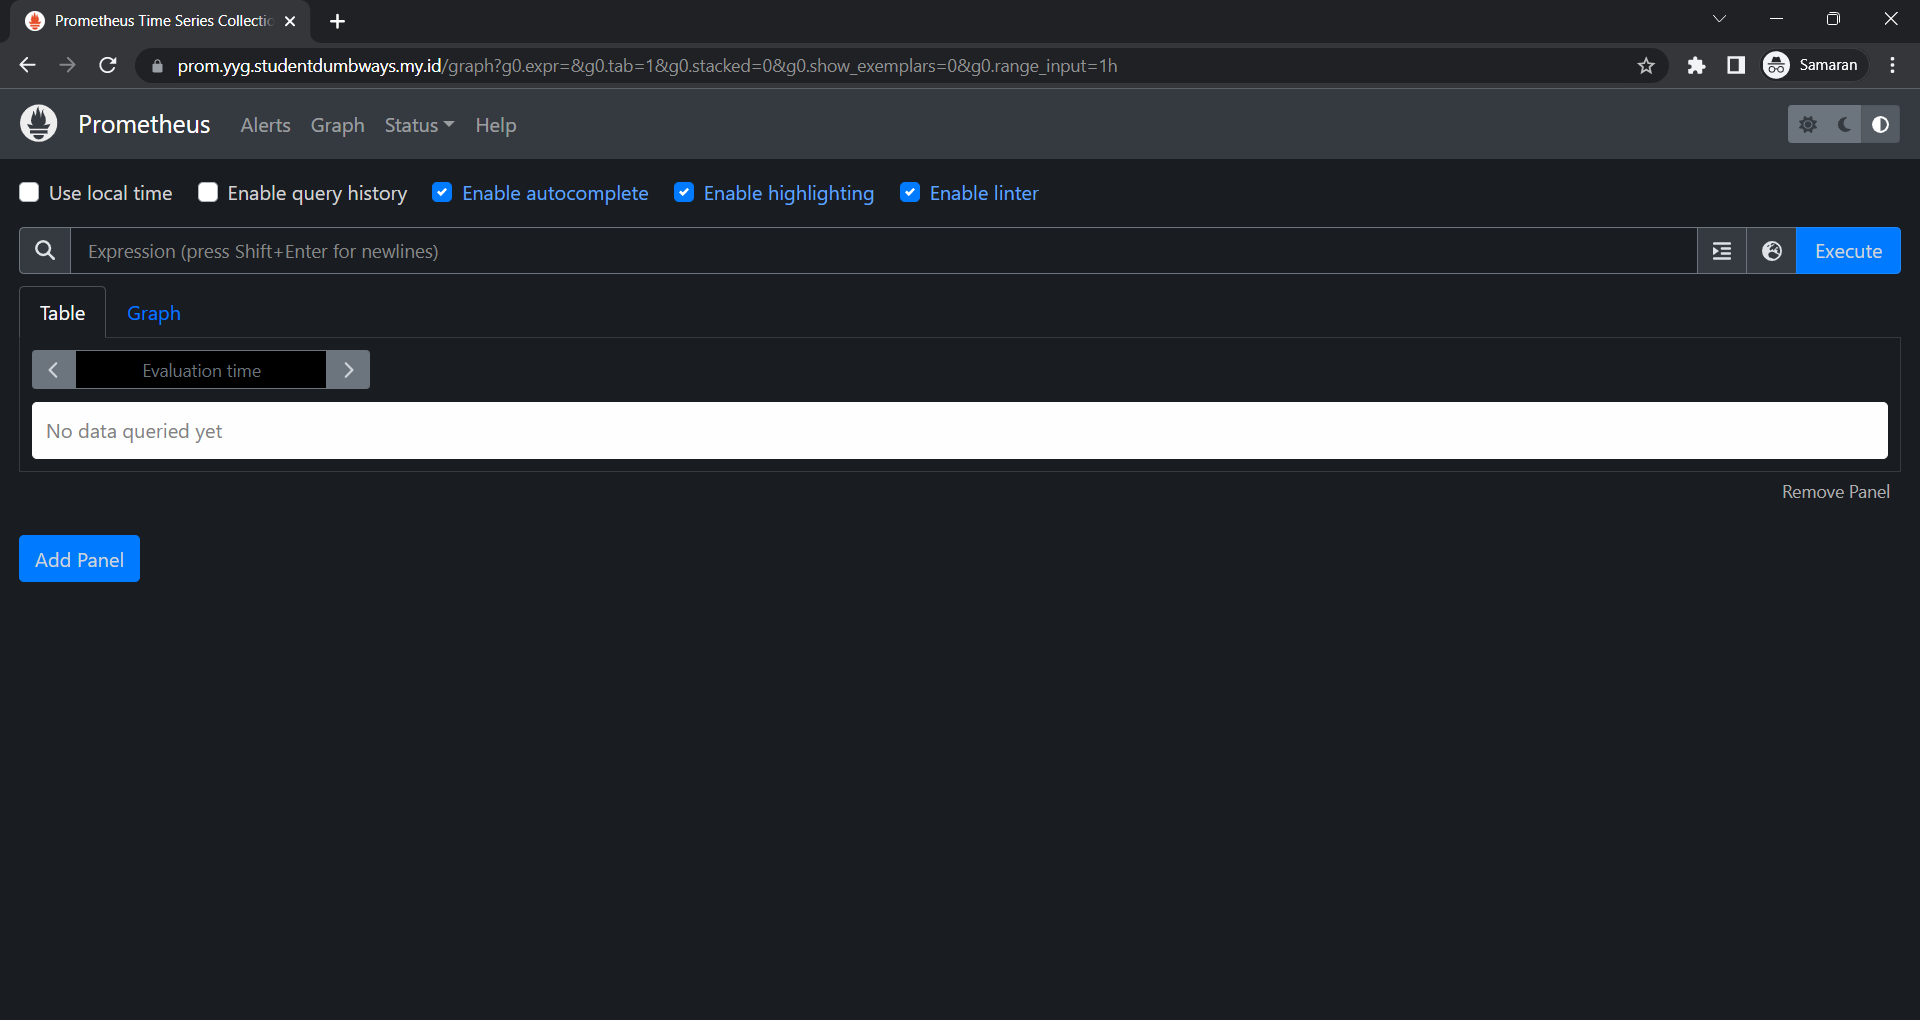 Prometheus Time Series Collectio
prom.yyg.studentdumbways.my.id/graph?g0.expr=&g0.tab=1&g0.stacked=0&g0.show_exemplars=0&g0.range_input=1h
Samaran
Prometheus Alerts Graph Status Help
Use local time Enable query history Enable autocomplete Enable highlighting Enable linter
Expression (press Shift+Enter for newlines) Execute
Table Graph
Evaluation time
No data queried yet
Remove Panel
Add Panel